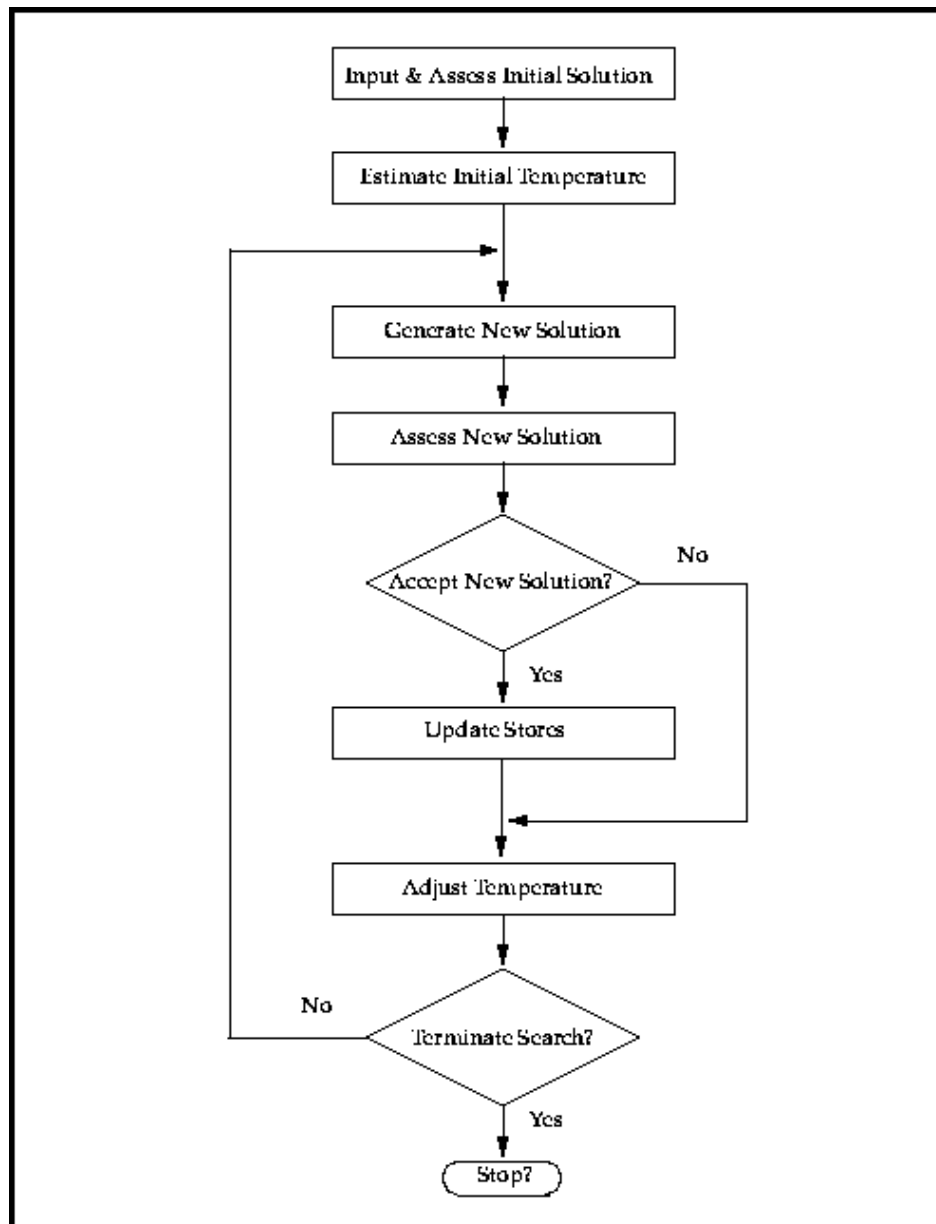 Input & Assess Initial Solution
Estimate Initial Temperature
Generate New Solution
Assess New Solution
Accept New Solution?
No
Yes
Update Stores
Adjust Temperature
No
Terminate Search?
Yes
Stop?